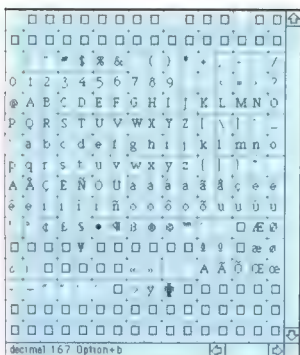 # $ % & ( ) * + - . /
0 1 2 3 4 5 6 7 8 9 < = > ?
@ A B C D E F G H I J K L M N O
P Q R S T U V W X Y Z [ \ ] ^ _
a b c d e f g h i j k l m n o
p q r s t u v w x y z { | }
Ä Å Ç É Ñ Ö Ü á à â ä ã å ç é è
ê ë í ì î ï ñ ó ò ô ö õ ú ù û ü
¢ £ § • ¶ ß ® © ™ Æ Ø
¥ ª º æ ø
¿ ¡ « » À Ã Õ Œ œ
ÿ
decimal 167 Option+b